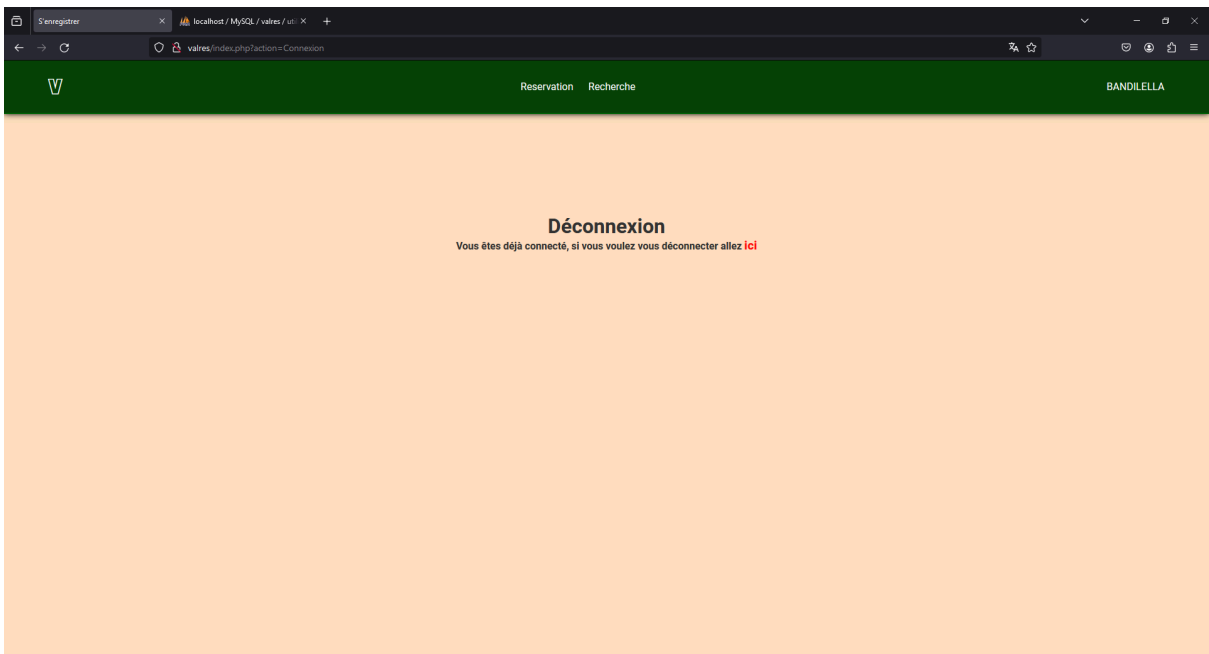 S'enregistrer
localhost / MySQL / valres / uti
valres/index.php?action=Connexion
V
Reservation Recherche
BANDILELLA
Déconnexion
Vous êtes déjà connecté, si vous voulez vous déconnecter allez ici